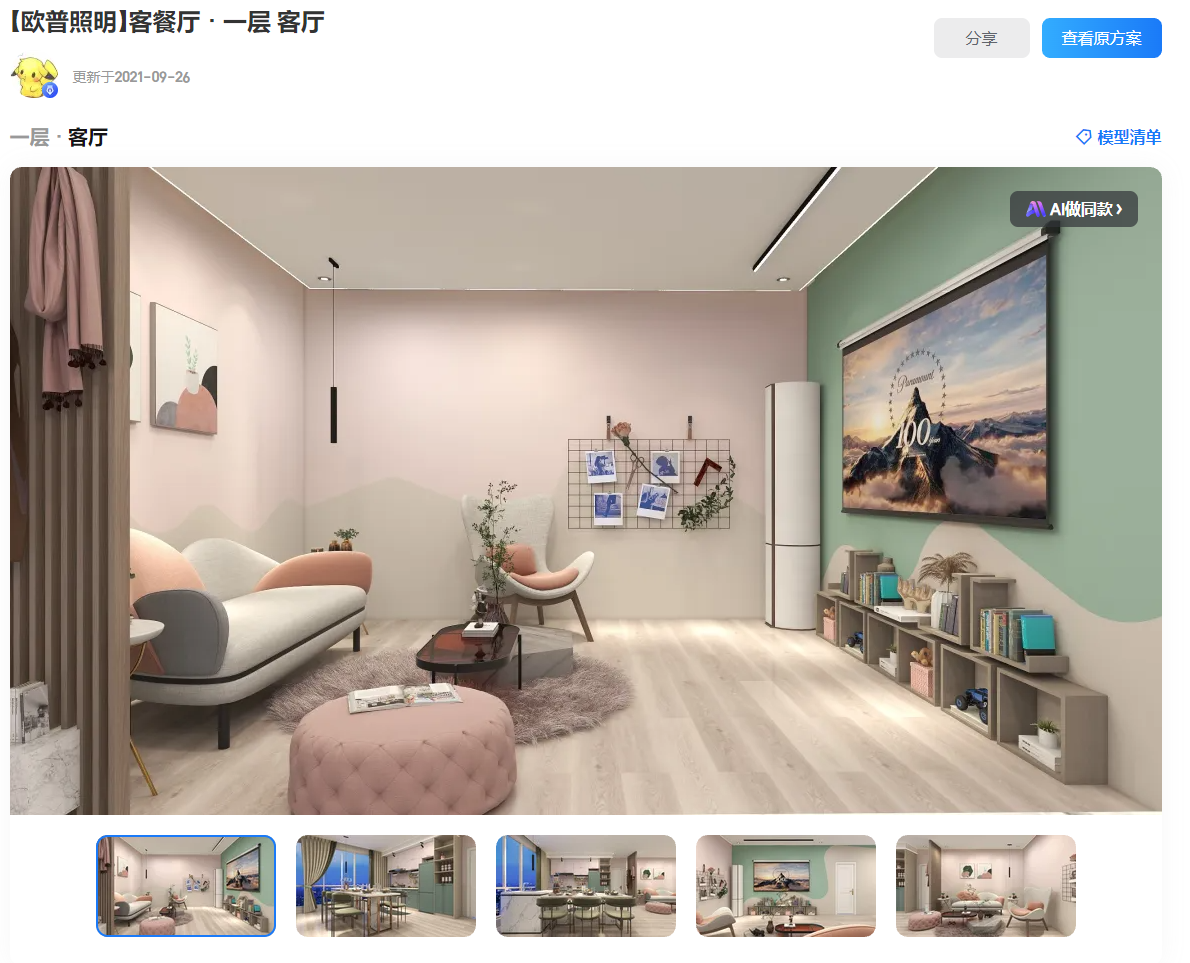 【欧普照明】客餐厅 · 一层 客厅
分享
查看原方案
更新于2021-09-26
一层 · 客厅
模型清单
AI做同款 ›
Paramount
100